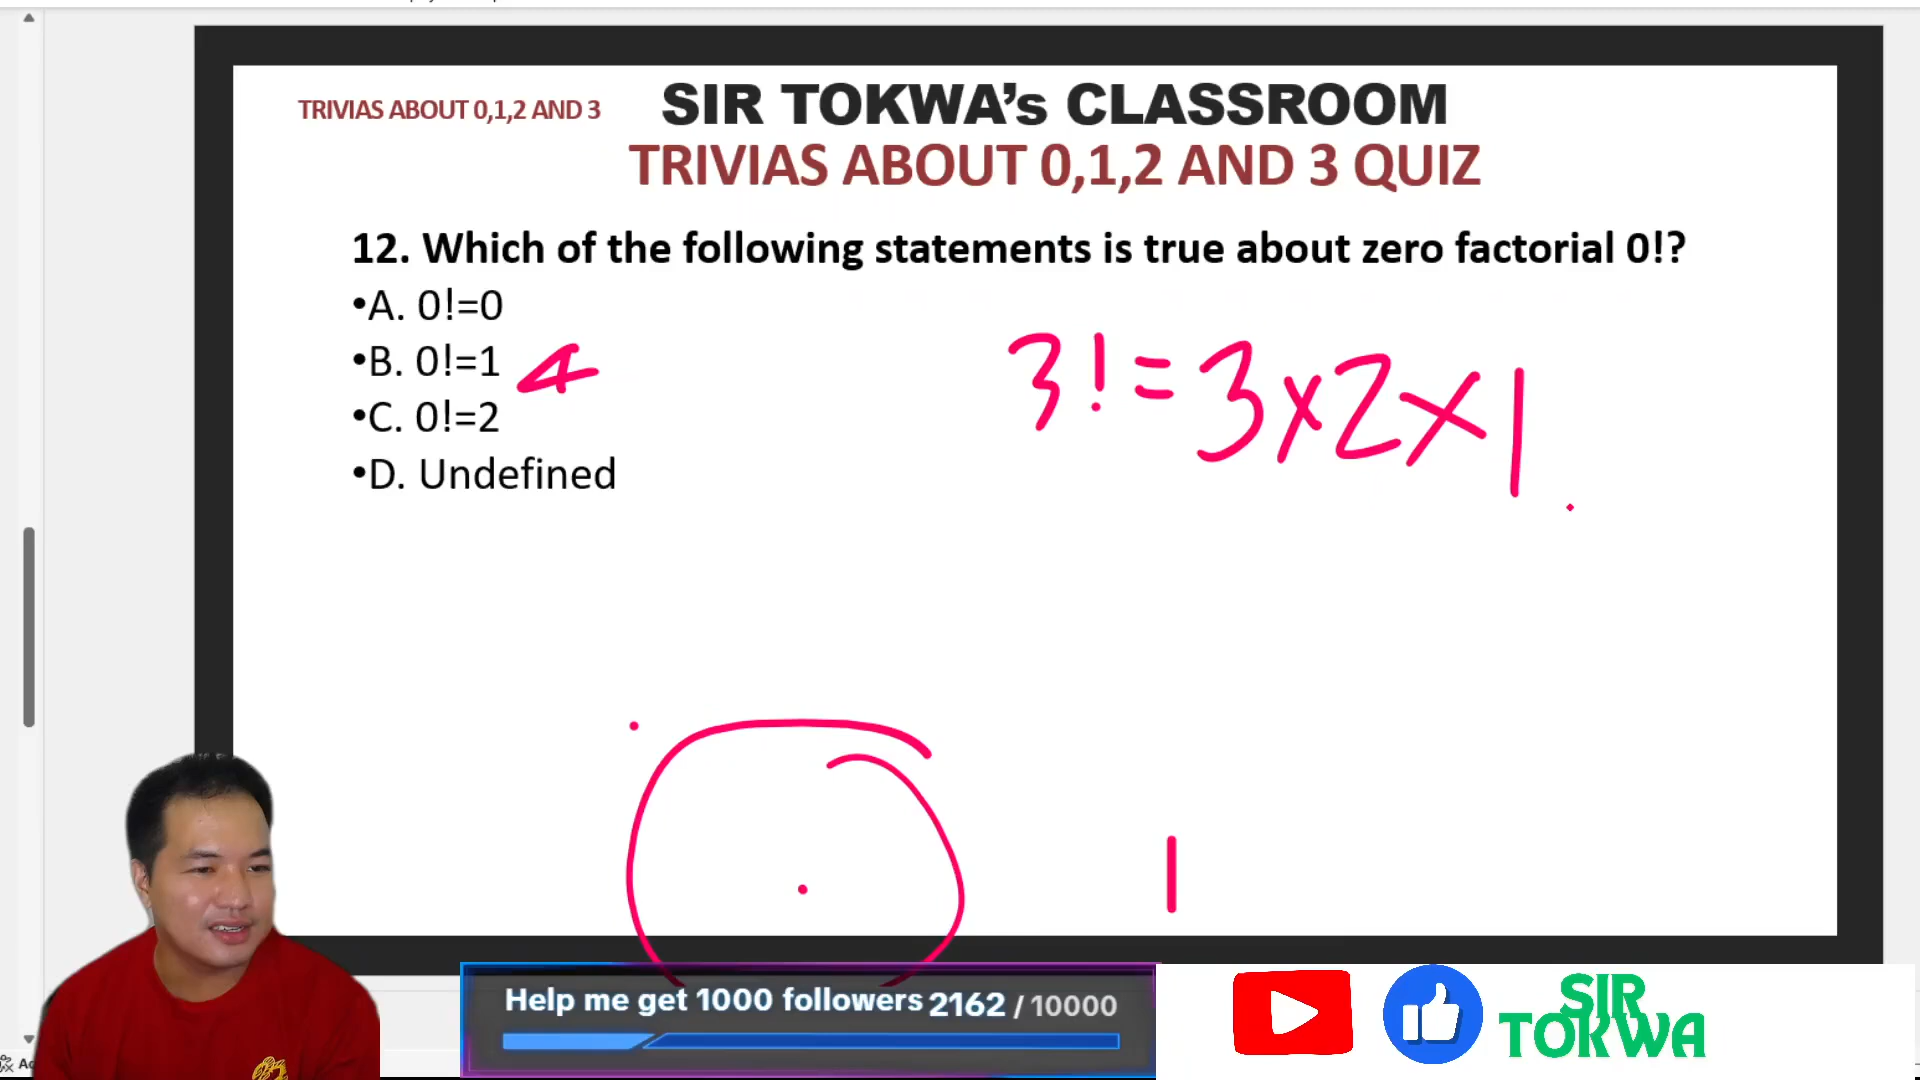 TRIVIAS ABOUT 0,1,2 AND 3
SIR TOKWA's CLASSROOM
TRIVIAS ABOUT 0,1,2 AND 3 QUIZ
12. Which of the following statements is true about zero factorial 0!?
•A. 0!=0
•B. 0!=1
•C. 0!=2
•D. Undefined
3!=3x2x1
1
Help me get 1000 followers 2162 / 10000
SIR
TOKWA